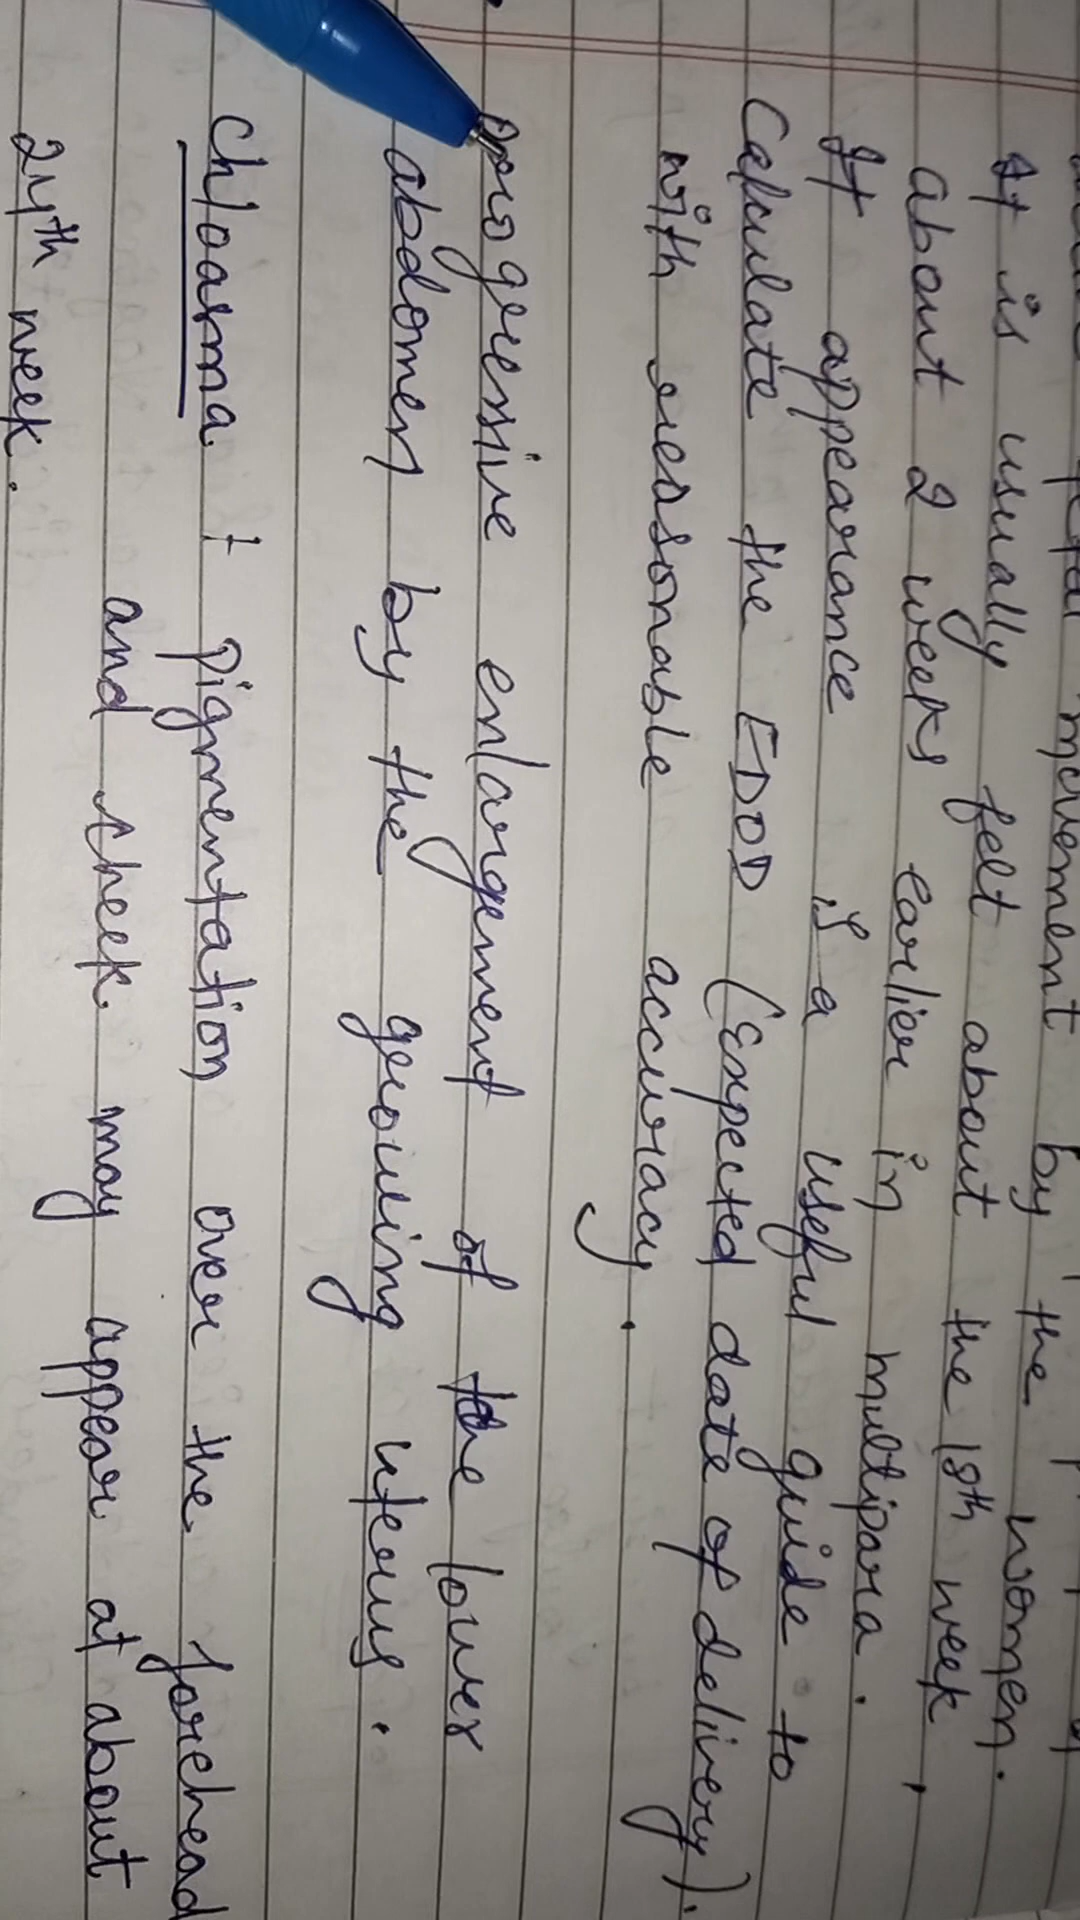 movement by the women.
It is usually felt about the 18th week,
about 2 weeks earlier in multipara.
It appearance is a useful guide to
Calculate the EDD (Expected date of delivery).
with reasonable accuracy.
Progressive enlargement of the lower
abdomen by the growing uterus.
Chloasma :- Pigmentation over the forehead
and cheek may appear at about
24th week.